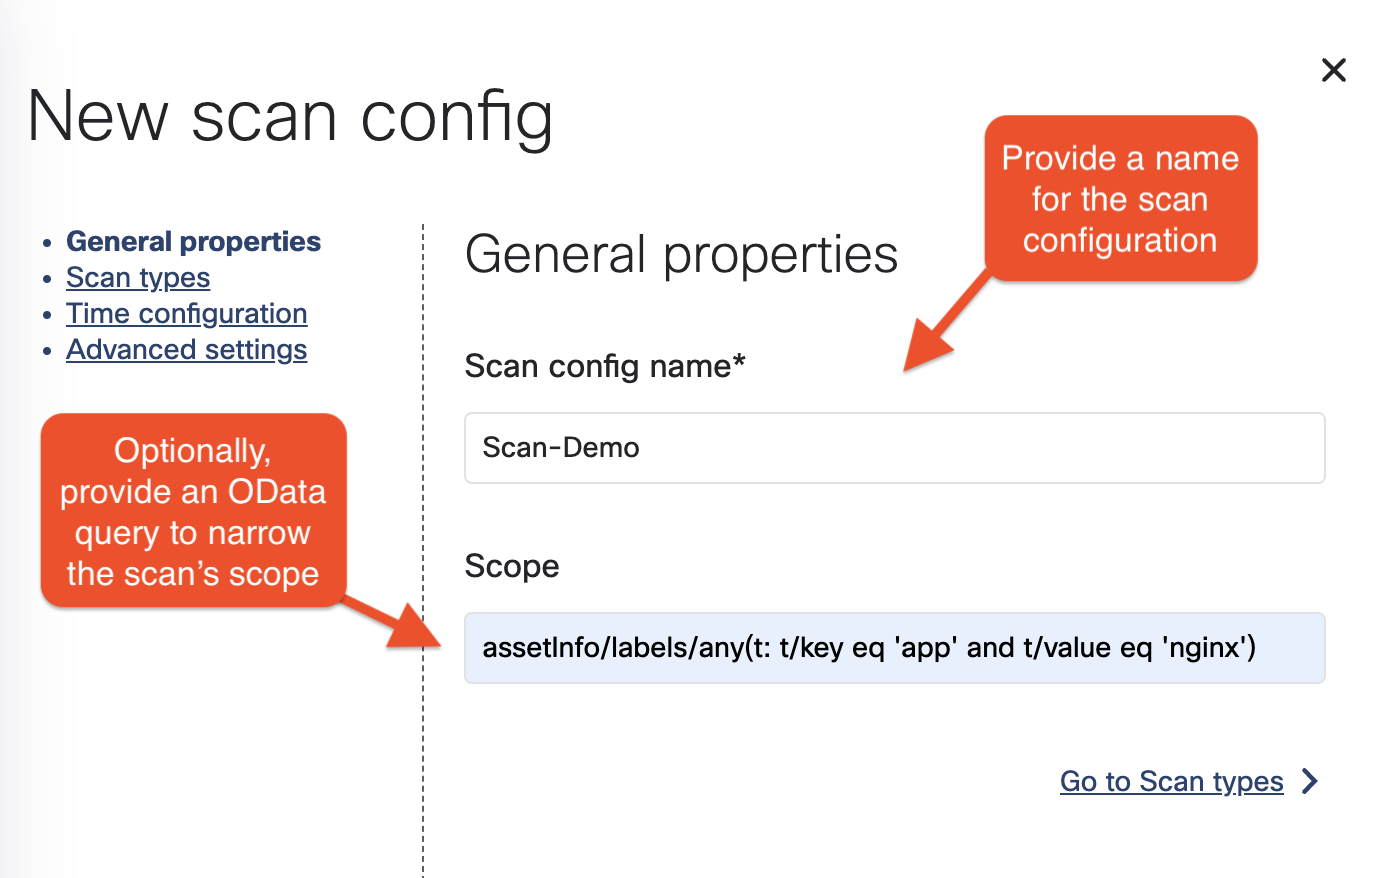 New scan config
Provide a name
for the scan
configuration
General properties
Scan types
Time configuration
Advanced settings
General properties
Scan config name*
Scan-Demo
Optionally,
provide an OData
query to narrow
the scan’s scope
Scope
assetInfo/labels/any(t: t/key eq 'app' and t/value eq 'nginx')
Go to Scan types